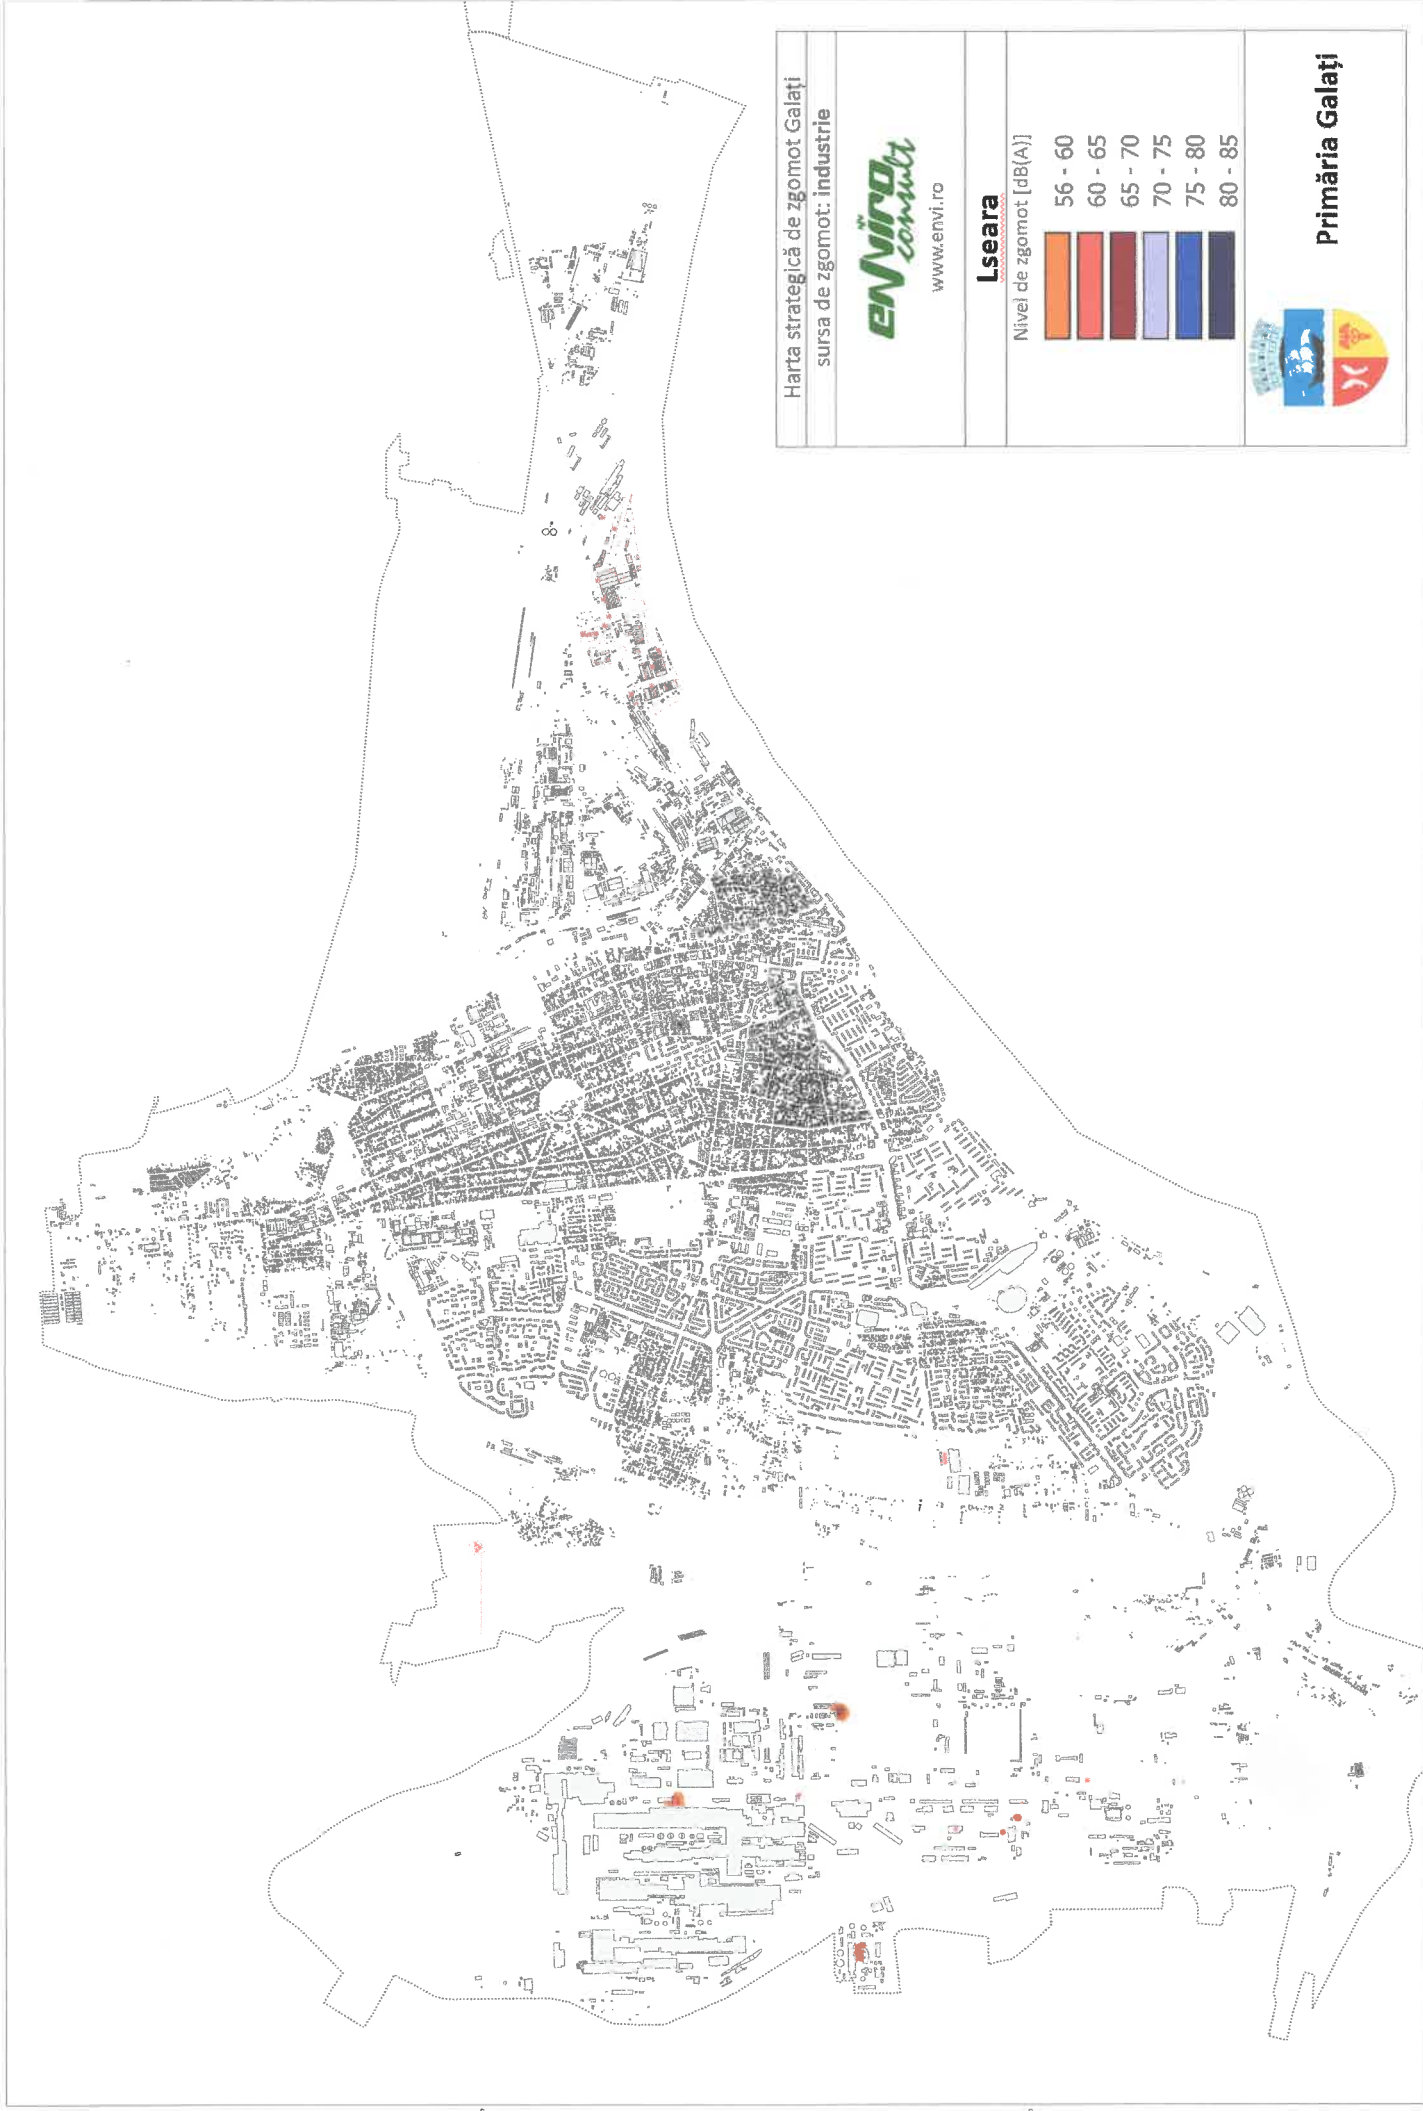 Harta strategică de zgomot Galați
sursa de zgomot: industrie
enVIro
consult
www.envi.ro
Lseara
Nivel de zgomot [dB(A)]
56 - 60
60 - 65
65 - 70
70 - 75
75 - 80
80 - 85
Primăria Galați